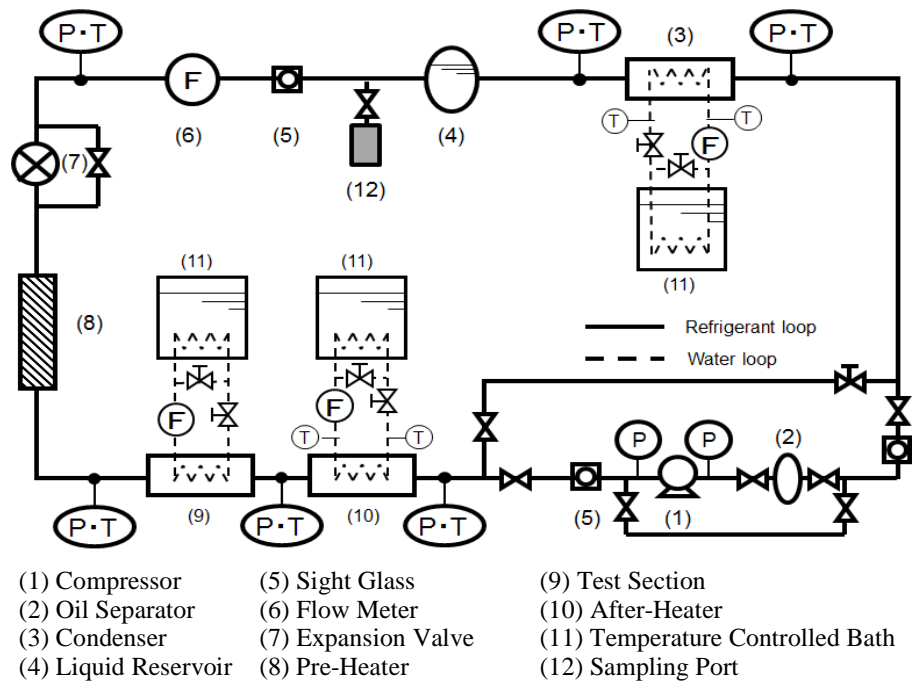 P·T
P·T
(3)
P·T
F
T
T
(6)
(5)
(4)
F
(7)
(12)
(11)
(11)
(11)
(8)
Refrigerant loop
Water loop
F
F
T
T
P
P
(2)
P·T
(9)
P·T
(10)
P·T
(5)
(1)
(1) Compressor
(2) Oil Separator
(3) Condenser
(4) Liquid Reservoir
(5) Sight Glass
(6) Flow Meter
(7) Expansion Valve
(8) Pre-Heater
(9) Test Section
(10) After-Heater
(11) Temperature Controlled Bath
(12) Sampling Port